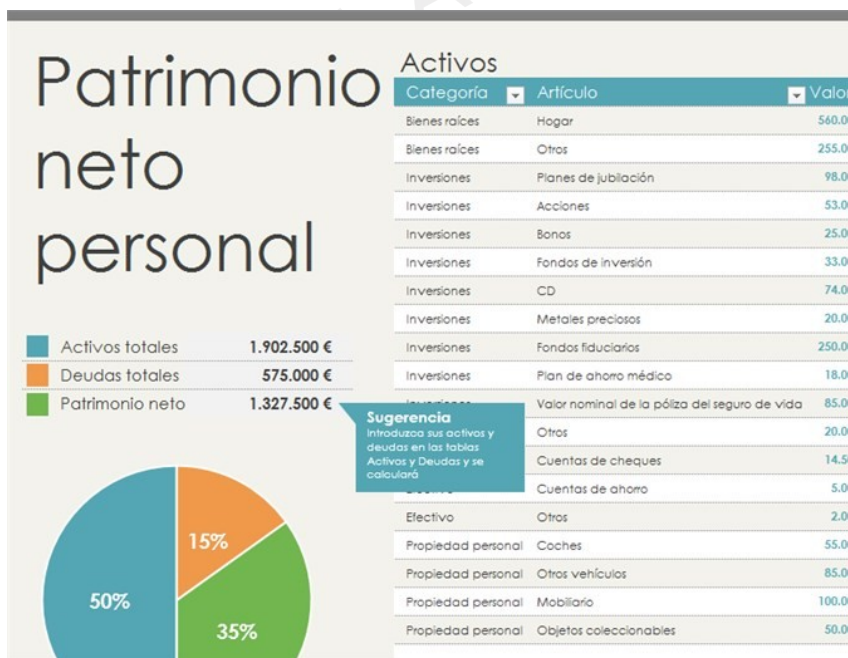 Patrimonio
neto
personal
Activos totales 1.902.500 €
Deudas totales 575.000 €
Patrimonio neto 1.327.500 €
Sugerencia
Introduzca sus activos y
deudas en las tablas
Activos y Deudas y se
calculará
15%
50%
35%
Activos
Categoría Artículo Valor
Bienes raíces Hogar 560.0
Bienes raíces Otros 255.0
Inversiones Planes de jubilación 98.0
Inversiones Acciones 53.0
Inversiones Bonos 25.0
Inversiones Fondos de inversión 33.0
Inversiones CD 74.0
Inversiones Metales preciosos 20.0
Inversiones Fondos fiduciarios 250.0
Inversiones Plan de ahorro médico 18.0
Valor nominal de la póliza del seguro de vida 85.0
Otros 20.0
Cuentas de cheques 14.5
Cuentas de ahorro 5.0
Efectivo Otros 2.0
Propiedad personal Coches 55.0
Propiedad personal Otros vehículos 85.0
Propiedad personal Mobiliario 100.0
Propiedad personal Objetos coleccionables 50.0